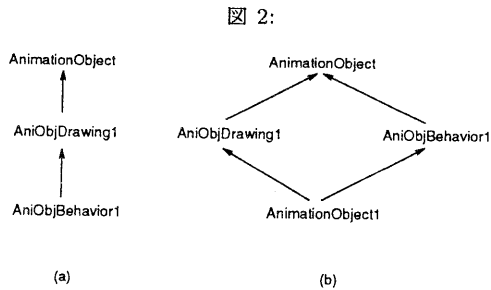 図 2:
AnimationObject
AniObjDrawing1
AniObjBehavior1
(a)
AnimationObject
AniObjDrawing1
AniObjBehavior1
AnimationObject1
(b)